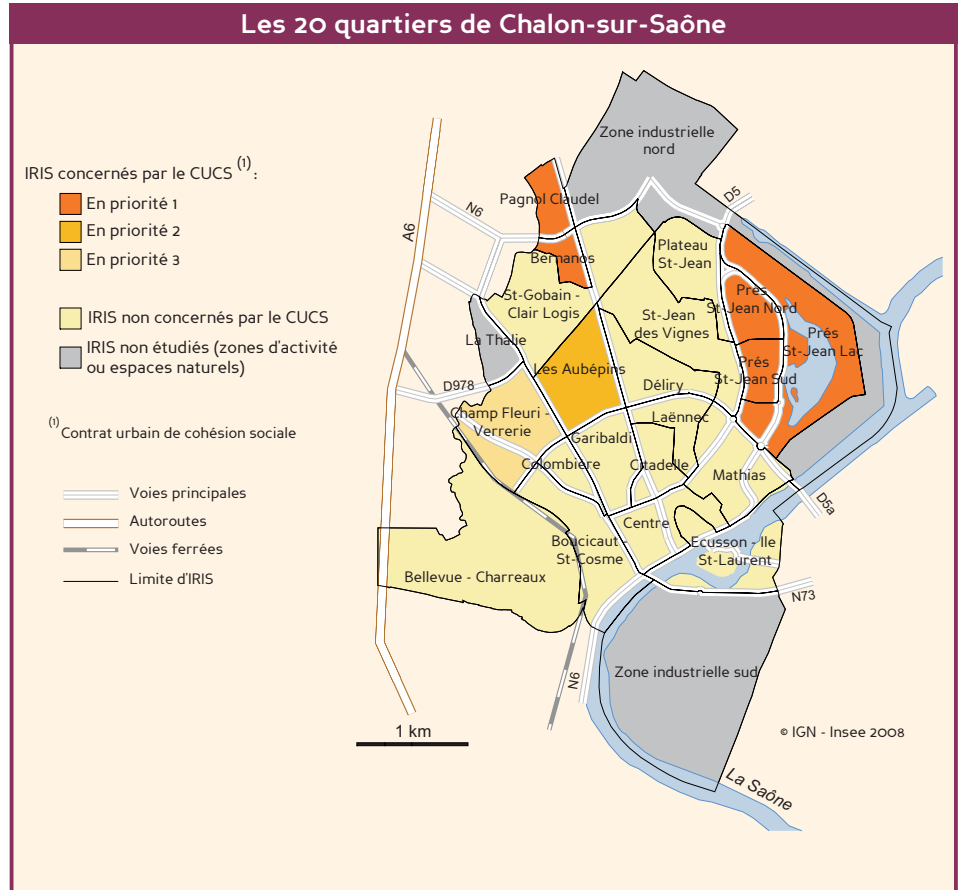 Les 20 quartiers de Chalon-sur-Saône
IRIS concernés par le CUCS (1) :
En priorité 1
En priorité 2
En priorité 3
IRIS non concernés par le CUCS
IRIS non étudiés (zones d'activité
ou espaces naturels)
(1) Contrat urbain de cohésion sociale
Voies principales
Autoroutes
Voies ferrées
Limite d'IRIS
Zone industrielle
nord
Pagnol Claudel
D5
N6
A6
Bernanos
Plateau
St-Jean
St-Gobain -
Clair Logis
Prés
St-Jean Nord
St-Jean
des Vignes
Prés
St-Jean Lac
La Thalie
Les Aubépins
Prés
St-Jean Sud
D978
Déliry
Champ Fleuri -
Verrerie
Laënnec
Garibaldi
Colombière
Citadelle
Mathias
D5a
Centre
Boucicaut -
St-Cosme
Ecusson - Ile
St-Laurent
Bellevue - Charreaux
N73
Zone industrielle sud
N6
1 km
© IGN - Insee 2008
La Saône